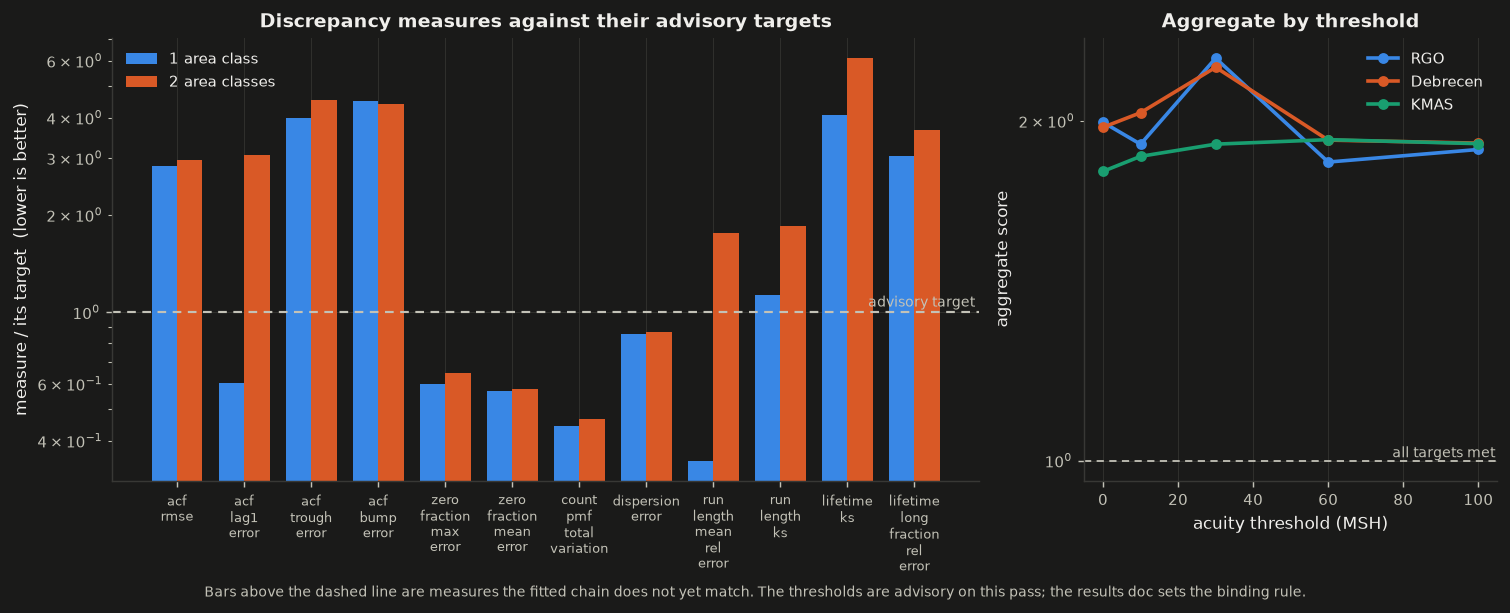 Discrepancy measures against their advisory targets
measure / its target  (lower is better)
6 × 10⁰
4 × 10⁰
3 × 10⁰
2 × 10⁰
10⁰
6 × 10⁻¹
4 × 10⁻¹
1 area class
2 area classes
advisory target
acf
rmse
acf
lag1
error
acf
trough
error
acf
bump
error
zero
fraction
max
error
zero
fraction
mean
error
count
pmf
total
variation
dispersion
error
run
length
mean
rel
error
run
length
ks
lifetime
ks
lifetime
long
fraction
rel
error
Aggregate by threshold
aggregate score
2 × 10⁰
10⁰
RGO
Debrecen
KMAS
all targets met
0 20 40 60 80 100
acuity threshold (MSH)
Bars above the dashed line are measures the fitted chain does not yet match. The thresholds are advisory on this pass; the results doc sets the binding rule.